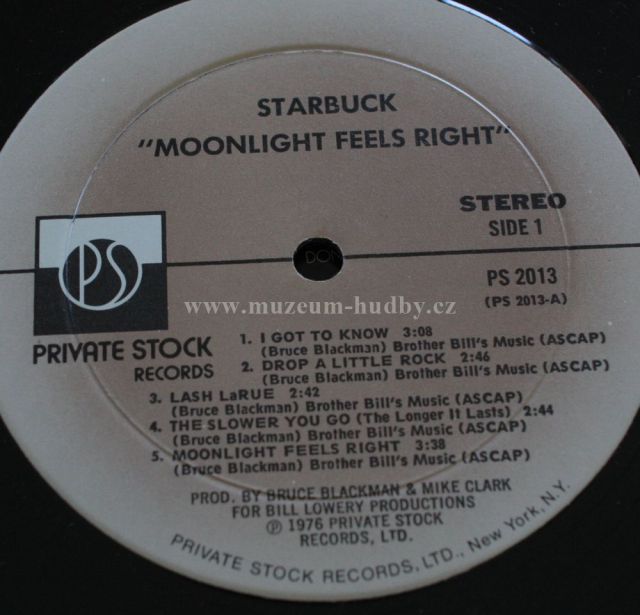 STARBUCK
"MOONLIGHT FEELS RIGHT"
STEREO
SIDE 1
PS
PS 2013
(PS 2013-A)
www.muzeum-hudby.cz
PRIVATE STOCK
RECORDS
1. I GOT TO KNOW 3:08
(Bruce Blackman) Brother Bill's Music (ASCAP)
2. DROP A LITTLE ROCK 2:46
(Bruce Blackman) Brother Bill's Music (ASCAP)
3. LASH LaRUE 2:42
(Bruce Blackman) Brother Bill's Music (ASCAP)
4. THE SLOWER YOU GO (The Longer It Lasts) 2:44
(Bruce Blackman) Brother Bill's Music (ASCAP)
5. MOONLIGHT FEELS RIGHT 3:38
(Bruce Blackman) Brother Bill's Music (ASCAP)
PROD. BY BRUCE BLACKMAN & MIKE CLARK
FOR BILL LOWERY PRODUCTIONS
℗ 1976 PRIVATE STOCK
RECORDS, LTD.
PRIVATE STOCK RECORDS, LTD., New York, N.Y.